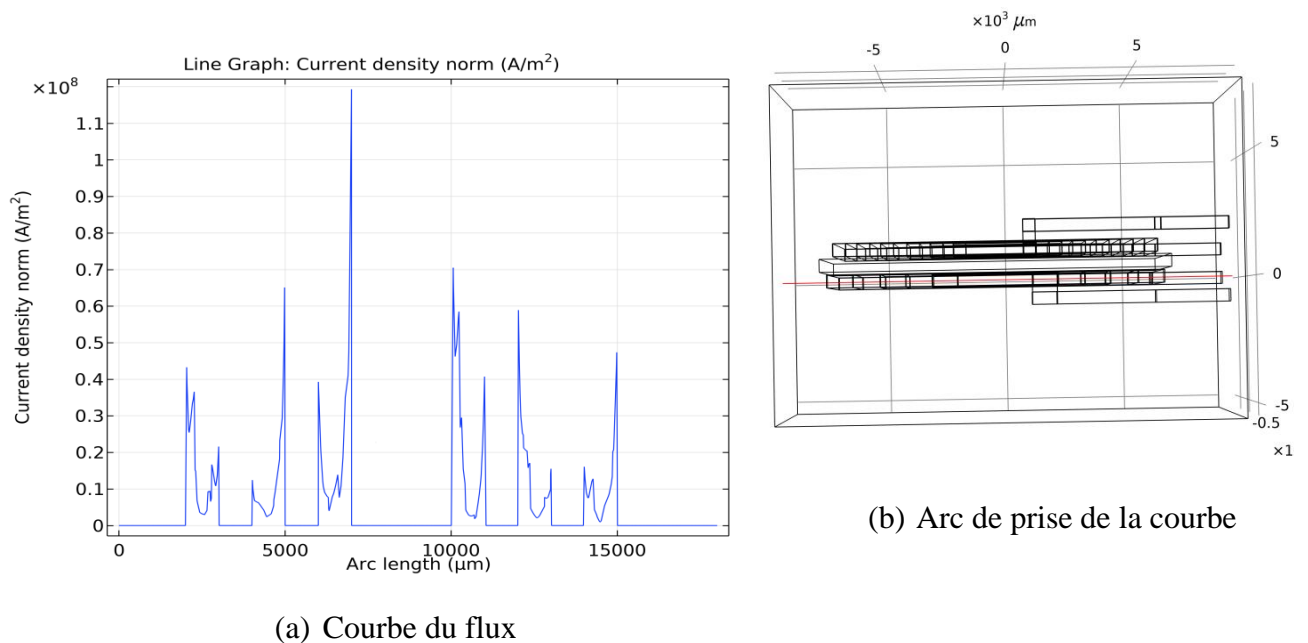 Line Graph: Current density norm (A/m²)
×10⁸
1.1
1
0.9
0.8
0.7
0.6
0.5
0.4
0.3
0.2
0.1
0
Current density norm (A/m²)
0 5000 10000 15000
Arc length (µm)
(a) Courbe du flux
×10³ µm
-5 0 5
5
0
-5
-0.5
×1
(b) Arc de prise de la courbe